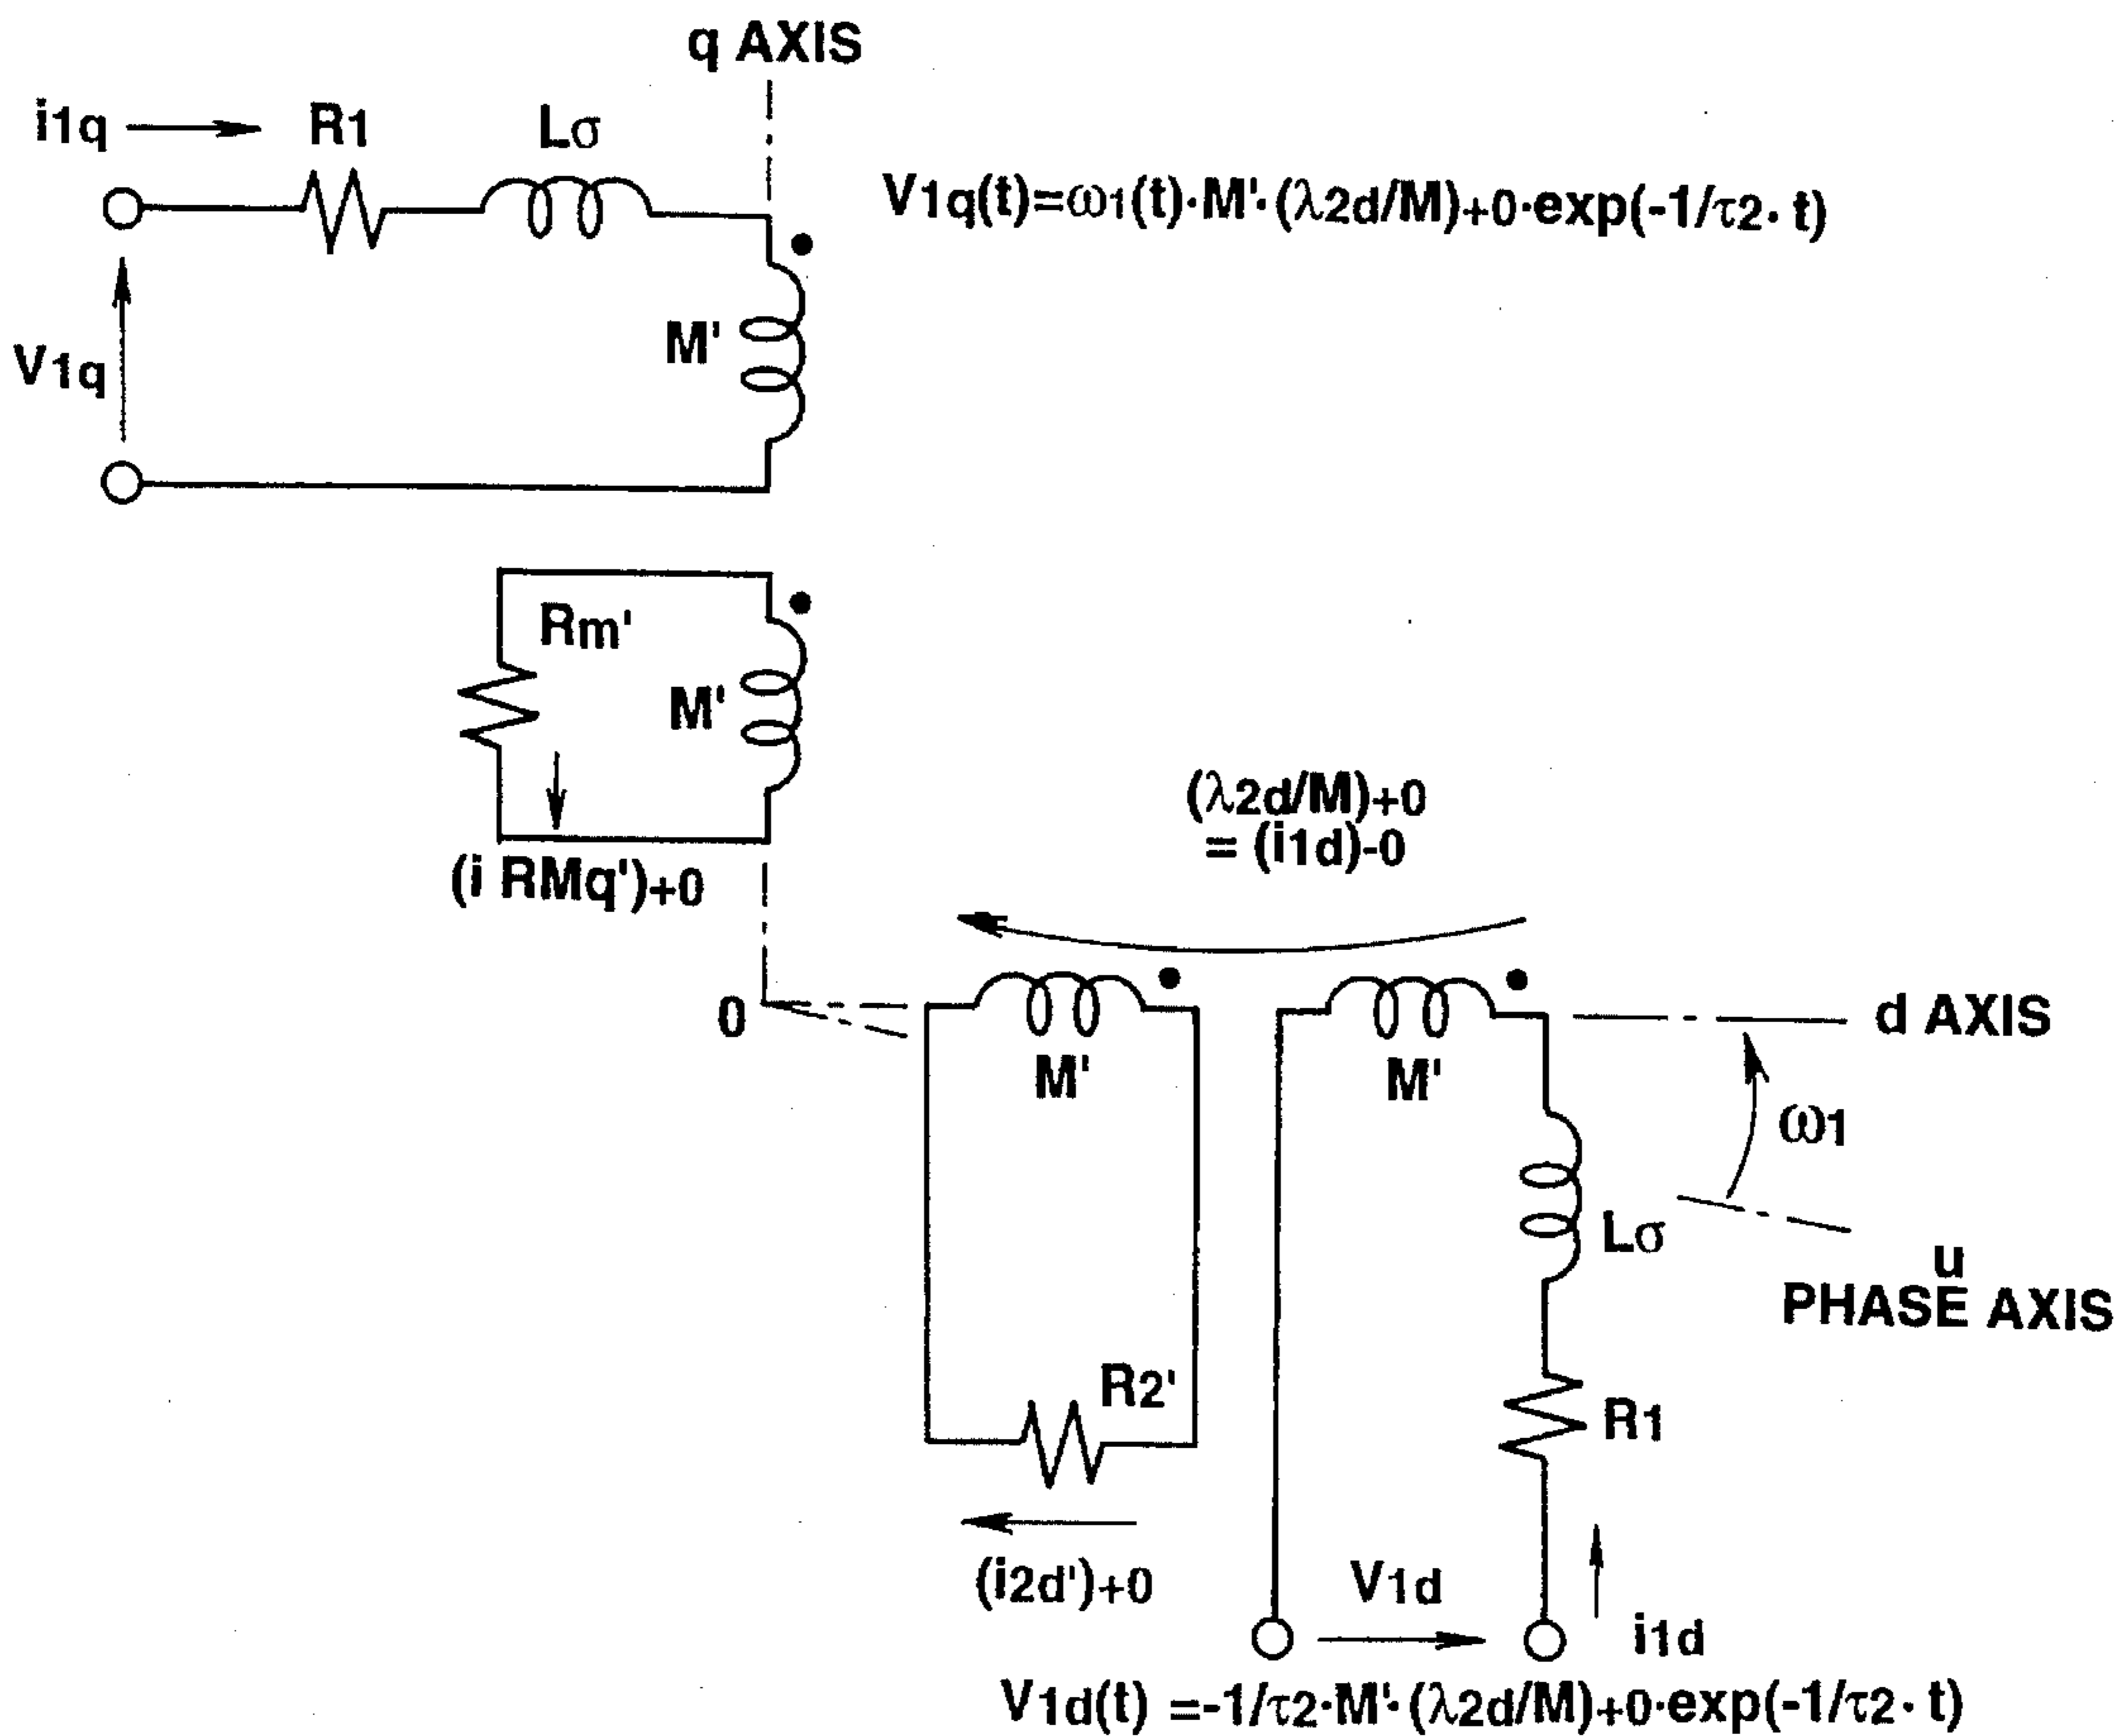 q AXIS
i1q
R1
Lσ
V1q(t)=ω1(t)·M'·(λ2d/M)+0·exp(-1/τ2·t)
M'
V1q
Rm'
M'
(i RMq')+0
(λ2d/M)+0
= (i1d)-0
0
d AXIS
M'
M'
ω1
Lσ
u
PHASE AXIS
R2'
R1
(i2d')+0
V1d
i1d
V1d(t) =-1/τ2·M'·(λ2d/M)+0·exp(-1/τ2·t)